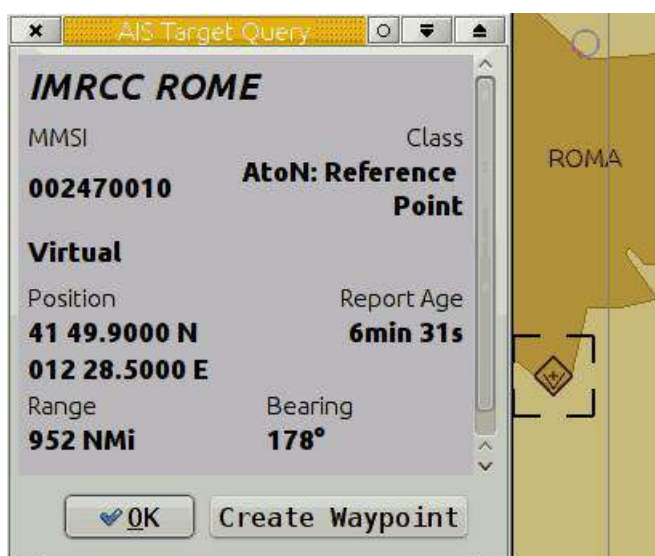 AIS Target Query
IMRCC ROME
MMSI
Class
002470010
AtoN: Reference
Point
Virtual
Position
Report Age
41 49.9000 N
6min 31s
012 28.5000 E
Range
Bearing
952 NMi
178°
OK
Create Waypoint
ROMA